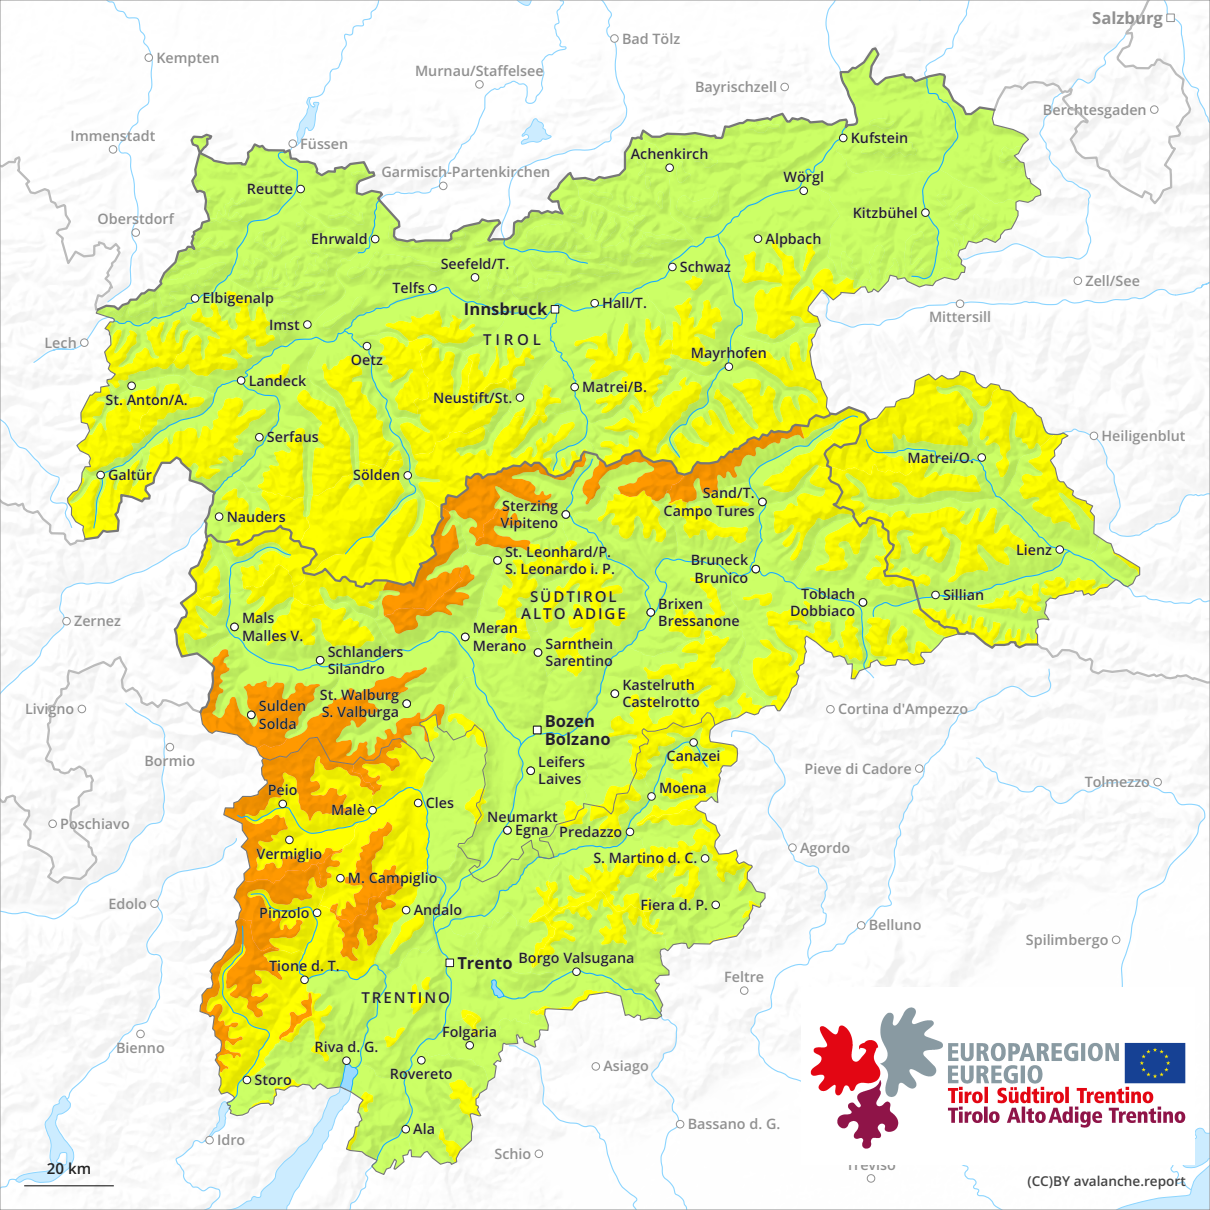 Salzburg
Bad Tölz
Kempten
Murnau/Staffelsee
Bayrischzell
Berchtesgaden
Immenstadt
Füssen
Kufstein
Achenkirch
Garmisch-Partenkirchen
Wörgl
Reutte
Oberstdorf
Kitzbühel
Ehrwald
Alpbach
Seefeld/T.
Schwaz
Zell/See
Telfs
Elbigenalp
Hall/T.
Innsbruck
Mittersill
Imst
TIROL
Lech
Oetz
Mayrhofen
Landeck
Matrei/B.
St. Anton/A.
Neustift/St.
Serfaus
Heiligenblut
Matrei/O.
Galtür
Sölden
Sand/T.
Campo Tures
Sterzing
Vipiteno
Nauders
St. Leonhard/P.
S. Leonardo i. P.
Lienz
Bruneck
Brunico
SÜDTIROL
ALTO ADIGE
Toblach
Dobbiaco
Sillian
Brixen
Bressanone
Zernez
Mals
Malles V.
Meran
Merano
Sarnthein
Sarentino
Schlanders
Silandro
Kastelruth
Castelrotto
St. Walburg
S. Valburga
Sulden
Solda
Livigno
Cortina d'Ampezzo
Bozen
Bolzano
Canazei
Bormio
Leifers
Laives
Pieve di Cadore
Tolmezzo
Peio
Moena
Malè
Cles
Neumarkt
Egna
Predazzo
Poschiavo
Vermiglio
Agordo
S. Martino d. C.
M. Campiglio
Edolo
Pinzolo
Andalo
Fiera d. P.
Belluno
Spilimbergo
Trento
Borgo Valsugana
Tione d. T.
Feltre
TRENTINO
Bienno
Riva d. G.
Folgaria
Rovereto
Asiago
Storo
EUROPAREGION
EUREGIO
Tirol Südtirol Trentino
Tirolo Alto Adige Trentino
Idro
Ala
Bassano d. G.
Schio
Treviso
20 km
(CC)BY avalanche.report